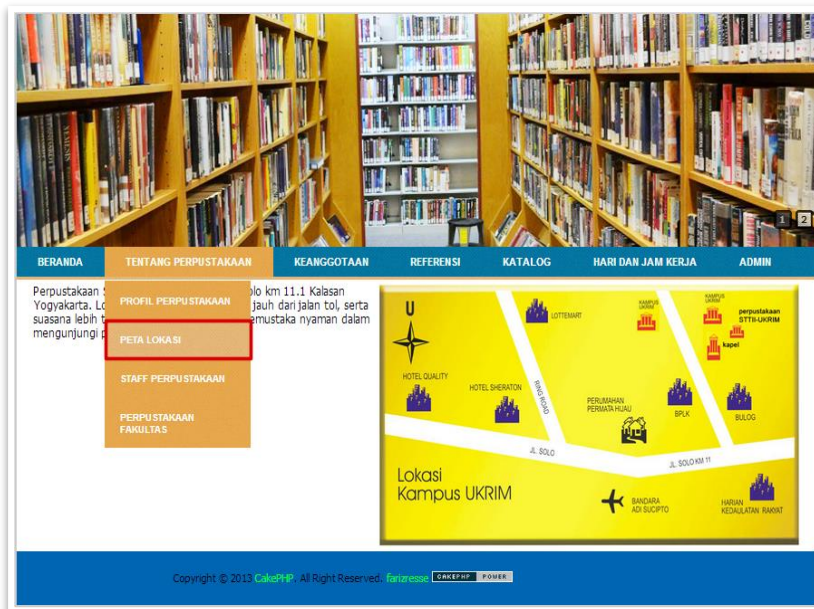 1 2
BERANDA TENTANG PERPUSTAKAAN KEANGGOTAAN REFERENSI KATALOG HARI DAN JAM KERJA ADMIN
PROFIL PERPUSTAKAAN
PETA LOKASI
STAFF PERPUSTAKAAN
PERPUSTAKAAN
FAKULTAS
Perpustakaan S olo km 11.1 Kalasan
Yogyakarta. Lo jauh dari jalan tol, serta
suasana lebih t emustaka nyaman dalam
mengunjungi p
U
LOTTEMART
KAMPUS
UKRIM
KAMPUS
UKRIM
perpustakaan
STTII-UKRIM
kapel
HOTEL QUALITY
HOTEL SHERATON
RING ROAD
PERUMAHAN
PERMATA HIJAU
BPLK
BULOG
JL. SOLO
JL. SOLO KM 11
Lokasi
Kampus UKRIM
BANDARA
ADI SUCIPTO
HARIAN
KEDAULATAN RAKYAT
Copyright © 2013 CakePHP. All Right Reserved. farizresse CAKEPHP POWER